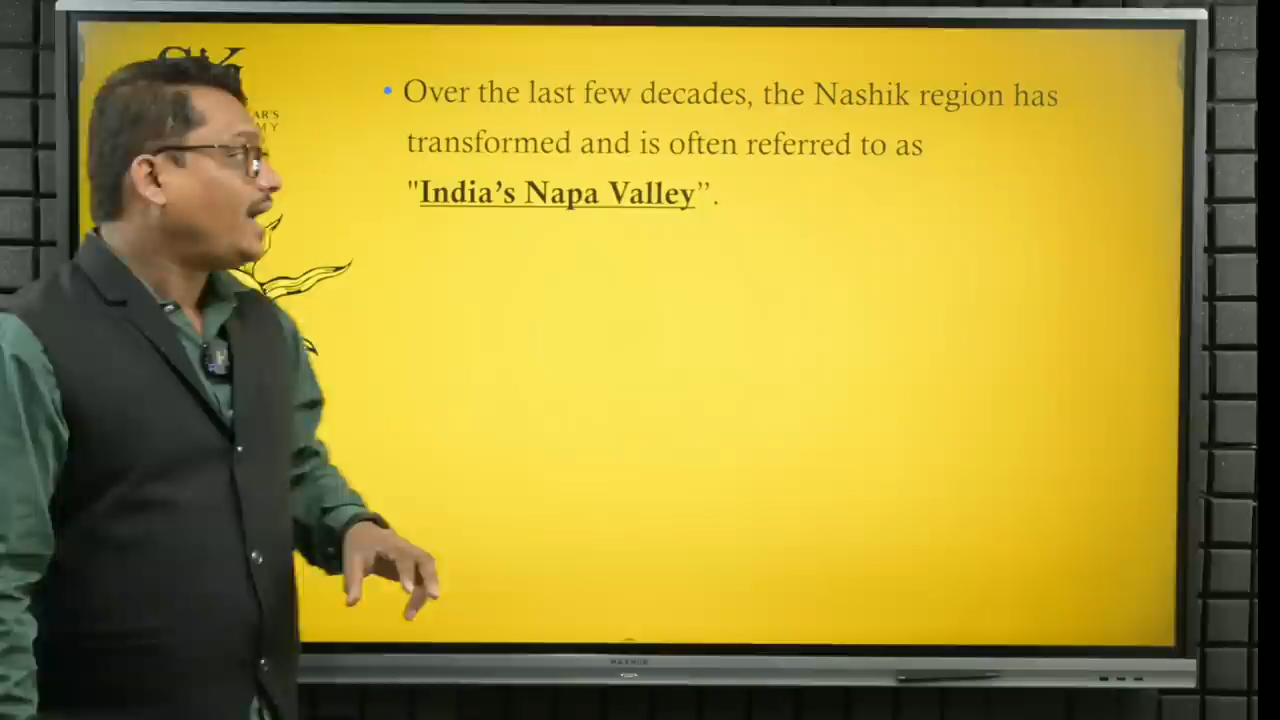 • Over the last few decades, the Nashik region has
transformed and is often referred to as
"India’s Napa Valley”.